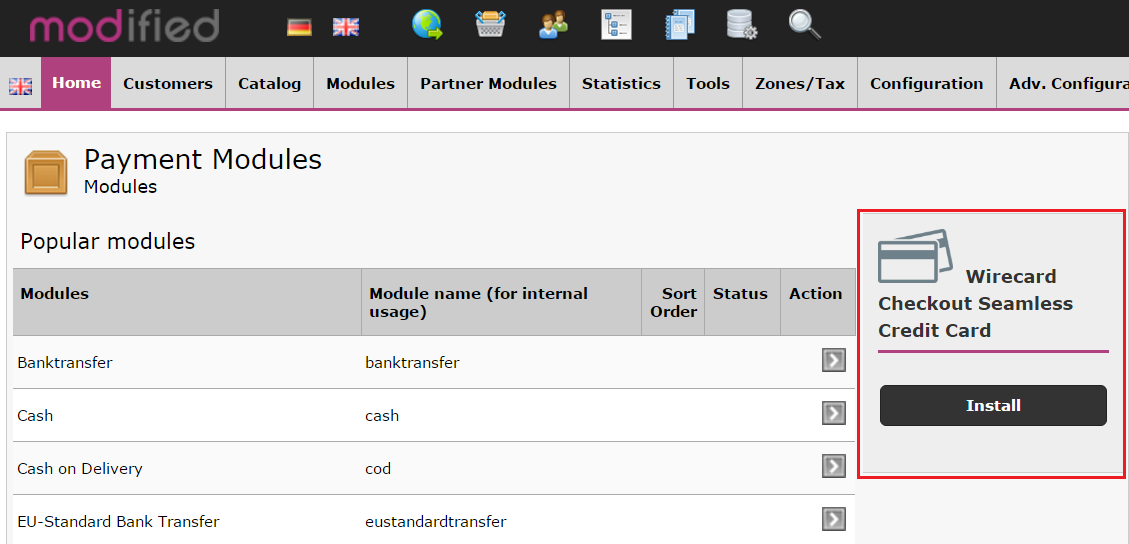 modified
Home Customers Catalog Modules Partner Modules Statistics Tools Zones/Tax Configuration Adv. Configura
Payment Modules
Modules
Popular modules
Modules Module name (for internal usage) Sort Order Status Action
Banktransfer banktransfer
Cash cash
Cash on Delivery cod
EU-Standard Bank Transfer eustandardtransfer
Wirecard
Checkout Seamless
Credit Card
Install